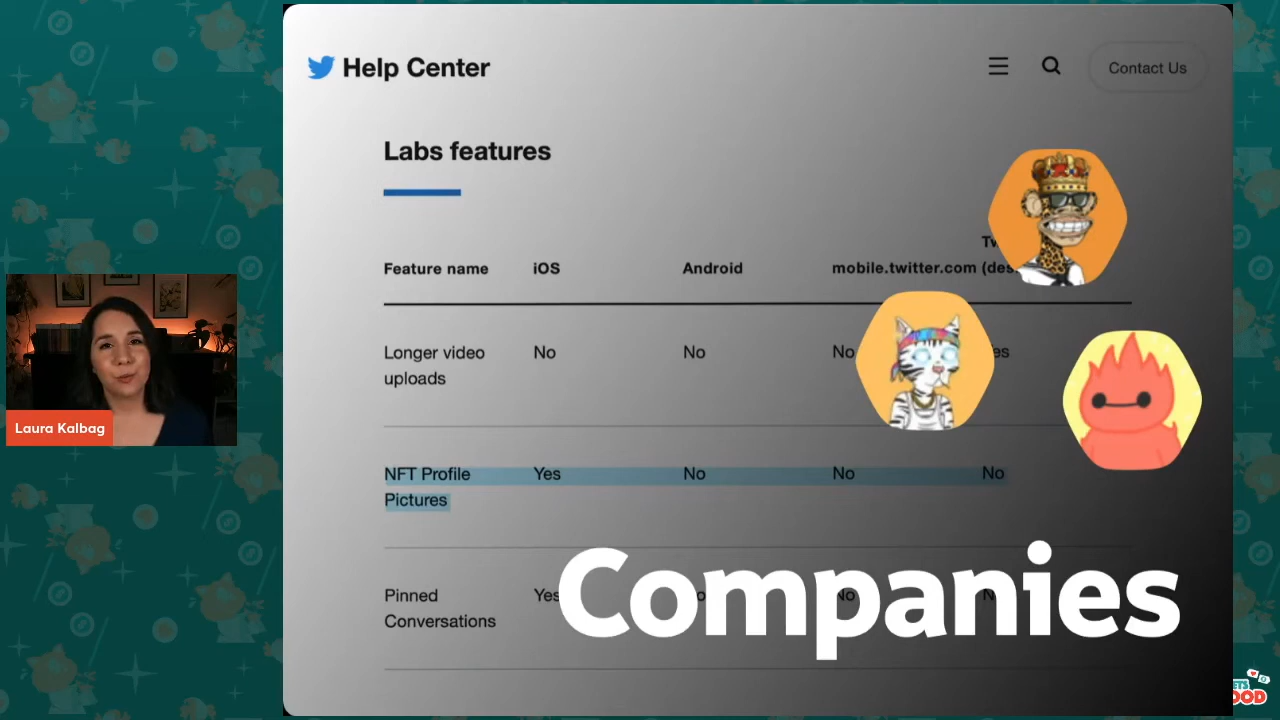 Help Center
Contact Us
Labs features
Feature name iOS Android mobile.twitter.com
Longer video uploads No No No
NFT Profile Pictures Yes No No No
Pinned Conversations Yes
Companies
Laura Kalbag